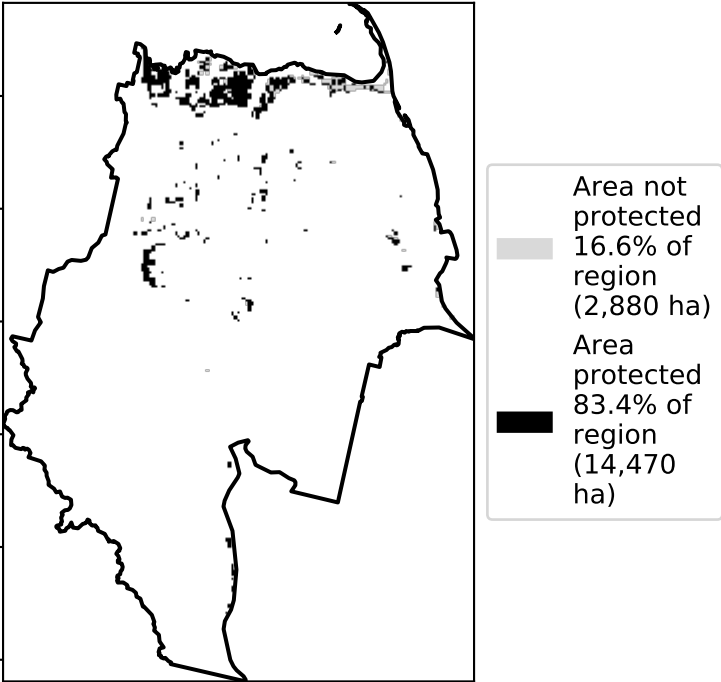 Area not
protected
16.6% of
region
(2,880 ha)
Area
protected
83.4% of
region
(14,470
ha)